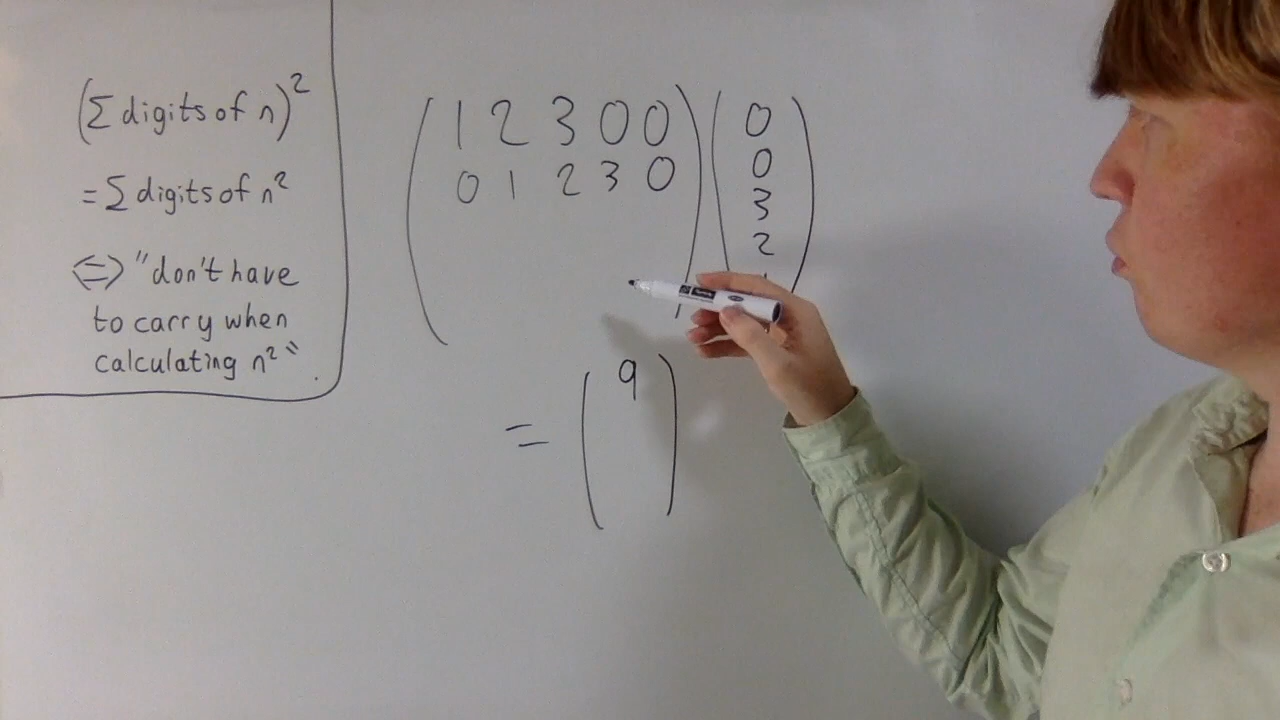 (Σ digits of n)²
= Σ digits of n²
⇔ "don't have
to carry when
calculating n²"
1 2 3 0 0
0 1 2 3 0
0
0
3
2
= ( 9 )